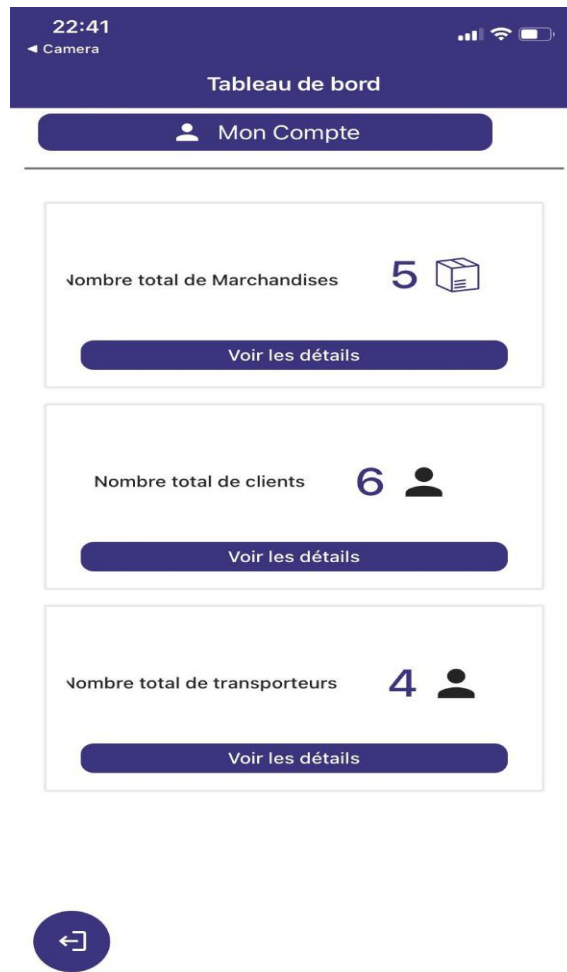 22:41
◀ Camera
Tableau de bord
Mon Compte
Nombre total de Marchandises
5
Voir les détails
Nombre total de clients
6
Voir les détails
Nombre total de transporteurs
4
Voir les détails